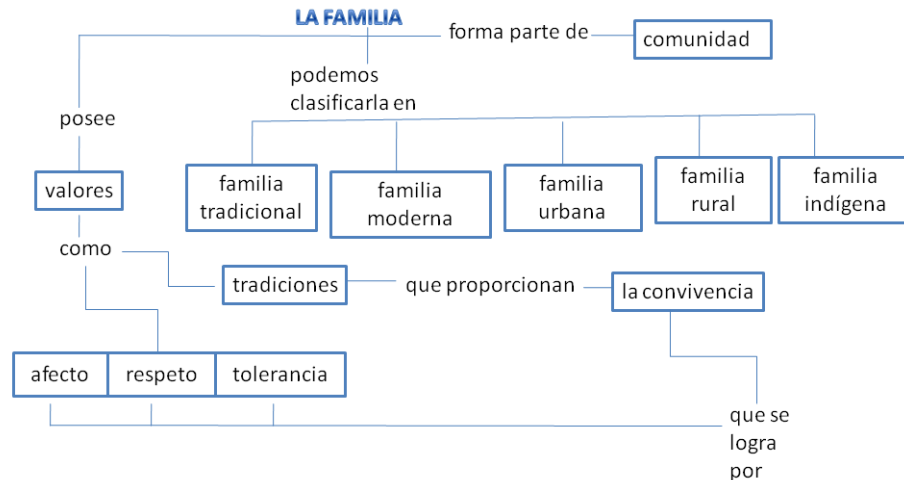 LA FAMILIA
forma parte de
comunidad
podemos
clasificarla en
posee
familia
tradicional
familia
moderna
familia
urbana
familia
rural
familia
indígena
valores
como
tradiciones
que proporcionan
la convivencia
afecto
respeto
tolerancia
que se
logra
por